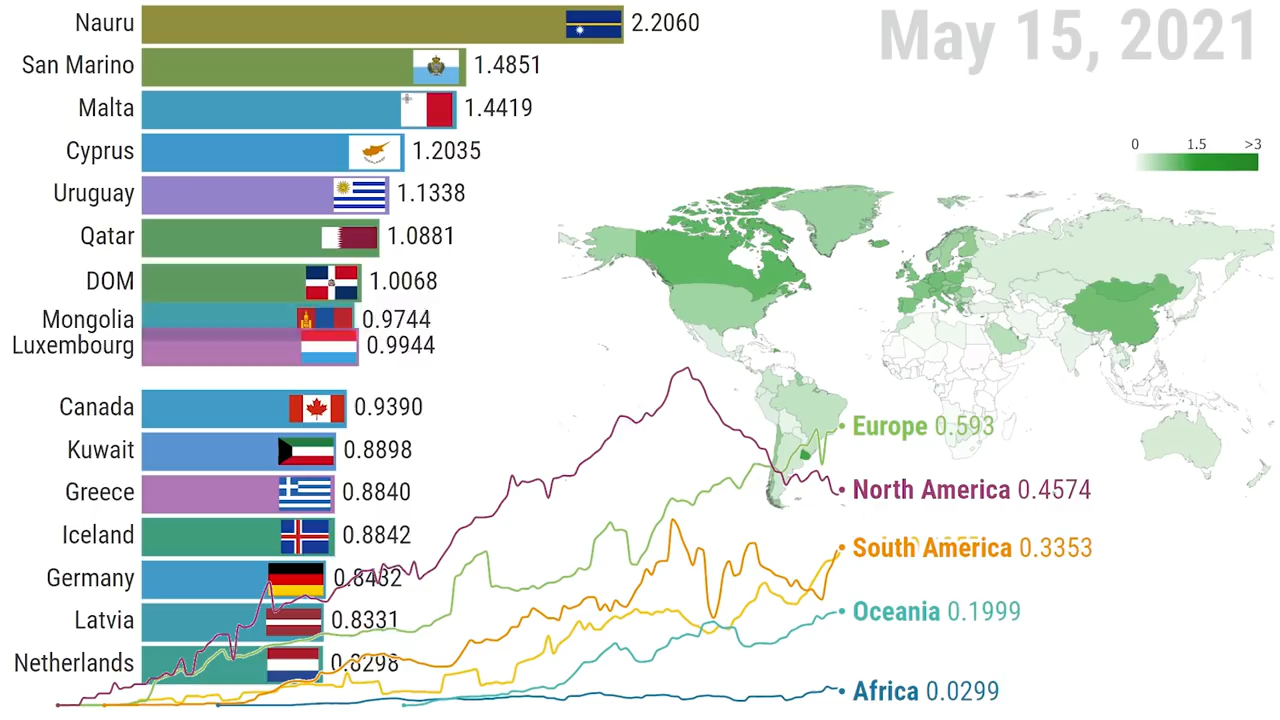 May 15, 2021
Nauru 2.2060
San Marino 1.4851
Malta 1.4419
Cyprus 1.2035
Uruguay 1.1338
Qatar 1.0881
DOM 1.0068
Mongolia 0.9744
Luxembourg 0.9944
Canada 0.9390
Kuwait 0.8898
Greece 0.8840
Iceland 0.8842
Germany 0.8432
Latvia 0.8331
Netherlands 0.8298
0 1.5 >3
Europe 0.593
North America 0.4574
South America 0.3353
Oceania 0.1999
Africa 0.0299